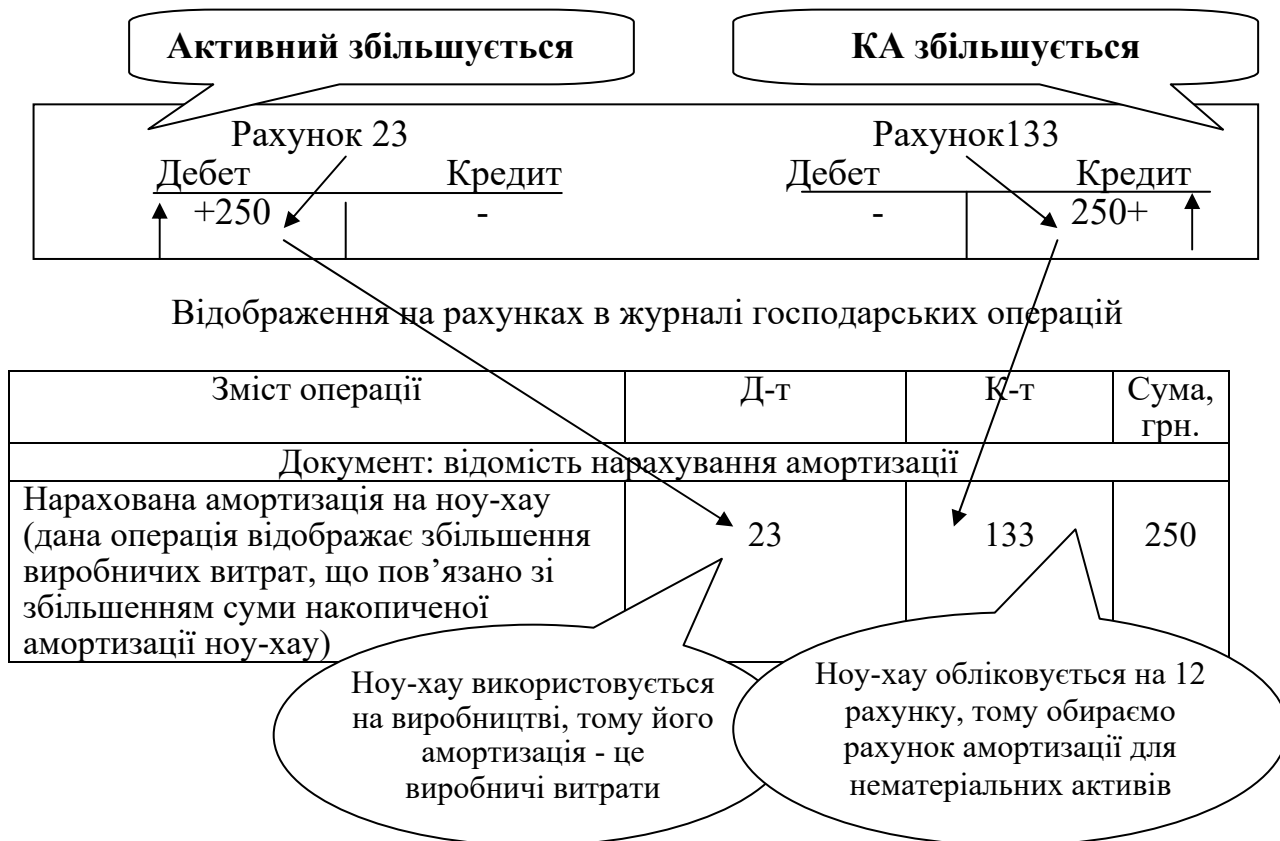 Активний збільшується
КА збільшується
Рахунок 23
Рахунок133
Дебет Кредит
Дебет Кредит
+250 -
- 250+
Відображення на рахунках в журналі господарських операцій
Зміст операції Д-т К-т Сума,
грн.
Документ: відомість нарахування амортизації
Нарахована амортизація на ноу-хау
(дана операція відображає збільшення
виробничих витрат, що пов’язано зі
збільшенням суми накопиченої
амортизації ноу-хау)
23 133 250
Ноу-хау використовується
на виробництві, тому його
амортизація - це
виробничі витрати
Ноу-хау обліковується на 12
рахунку, тому обираємо
рахунок амортизації для
нематеріальних активів